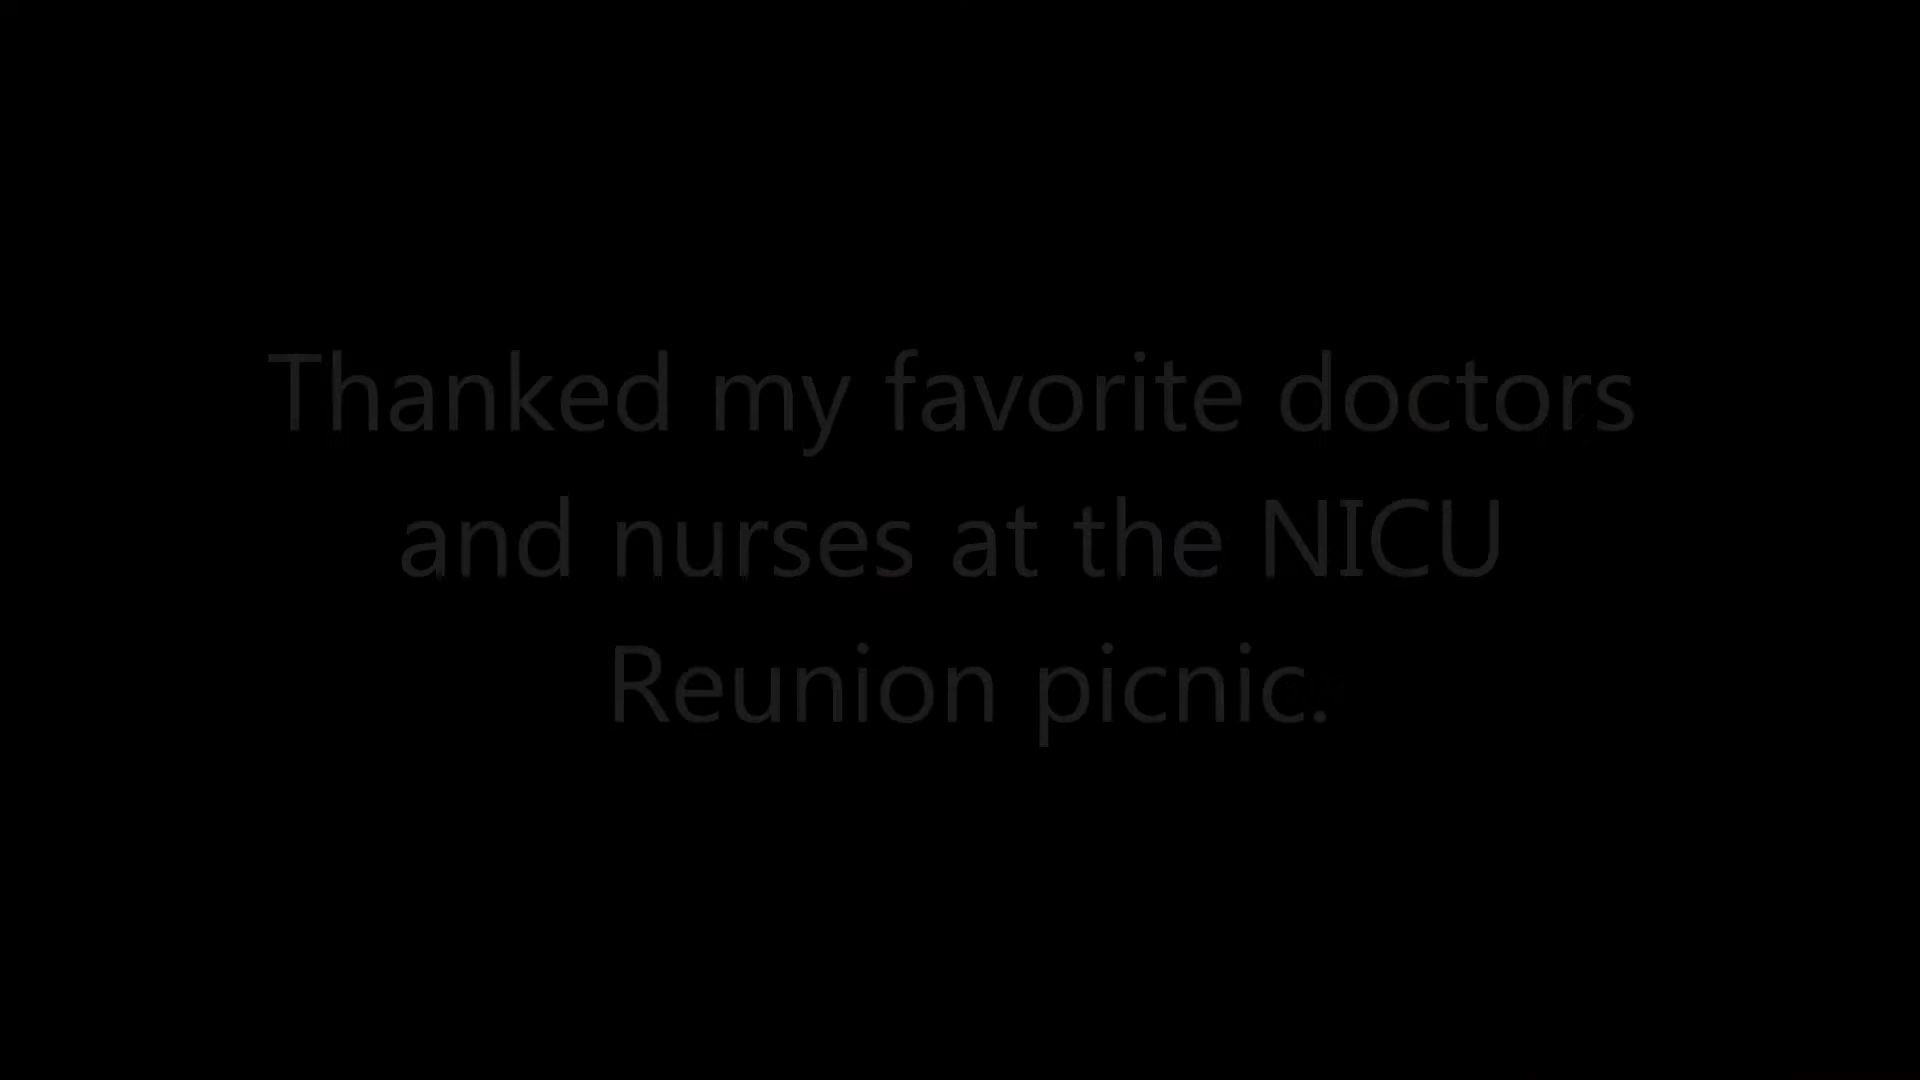 Thanked my favorite doctors
and nurses at the NICU
Reunion picnic.